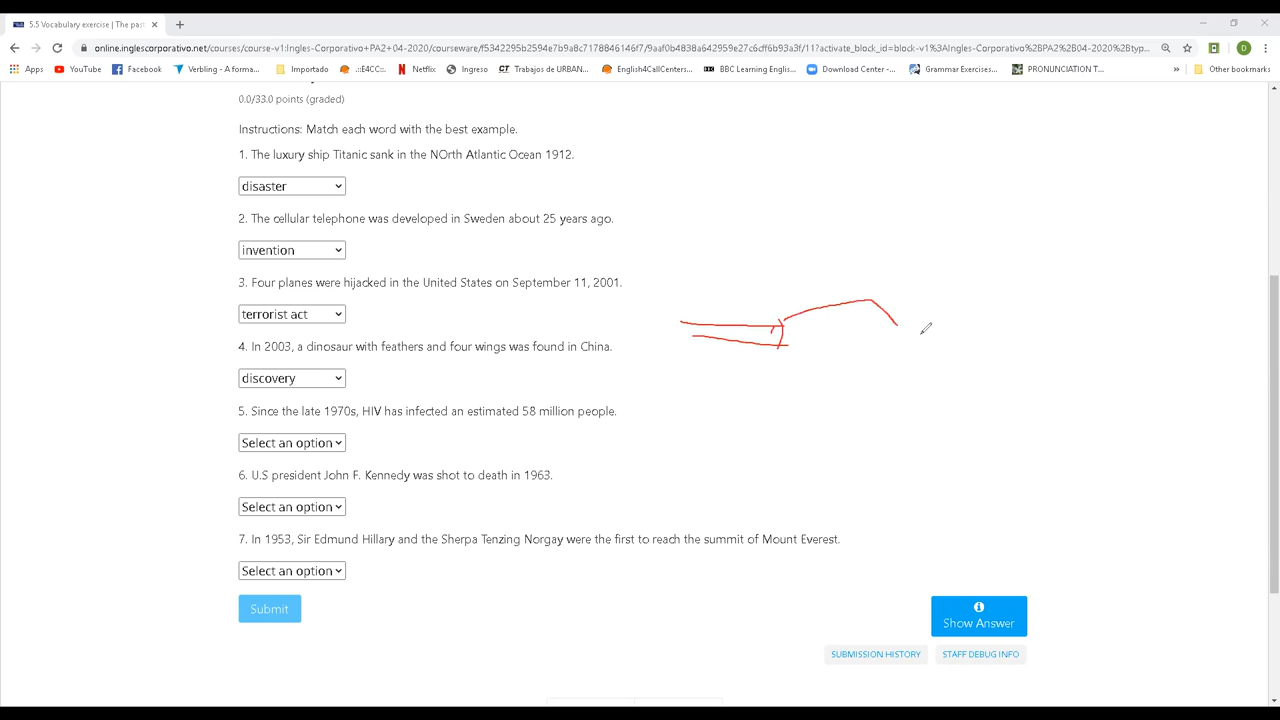 5.5 Vocabulary exercise | The pas
online.inglescorporativo.net/courses/course-v1:Ingles-Corporativo+PA2+04-2020/courseware/f5342295b2594e7b9a8c7178846146f7/9aaf0b4838a642959e27c6cff6b93a3f/11?activate_block_id=block-v1%3AIngles-Corporativo%2BPA2%2B04-2020%2Btyp...
D
Apps YouTube Facebook Verbling - A forma... Importado .::E4CC::. Netflix Ingreso CT Trabajos de URBAN... English4CallCenters... BBC Learning Englis... Download Center -... Grammar Exercises... PRONUNCIATION T... » Other bookmarks
0.0/33.0 points (graded)
Instructions: Match each word with the best example.
1. The luxury ship Titanic sank in the NOrth Atlantic Ocean 1912.
disaster
2. The cellular telephone was developed in Sweden about 25 years ago.
invention
3. Four planes were hijacked in the United States on September 11, 2001.
terrorist act
4. In 2003, a dinosaur with feathers and four wings was found in China.
discovery
5. Since the late 1970s, HIV has infected an estimated 58 million people.
Select an option
6. U.S president John F. Kennedy was shot to death in 1963.
Select an option
7. In 1953, Sir Edmund Hillary and the Sherpa Tenzing Norgay were the first to reach the summit of Mount Everest.
Select an option
Submit
Show Answer
SUBMISSION HISTORY STAFF DEBUG INFO